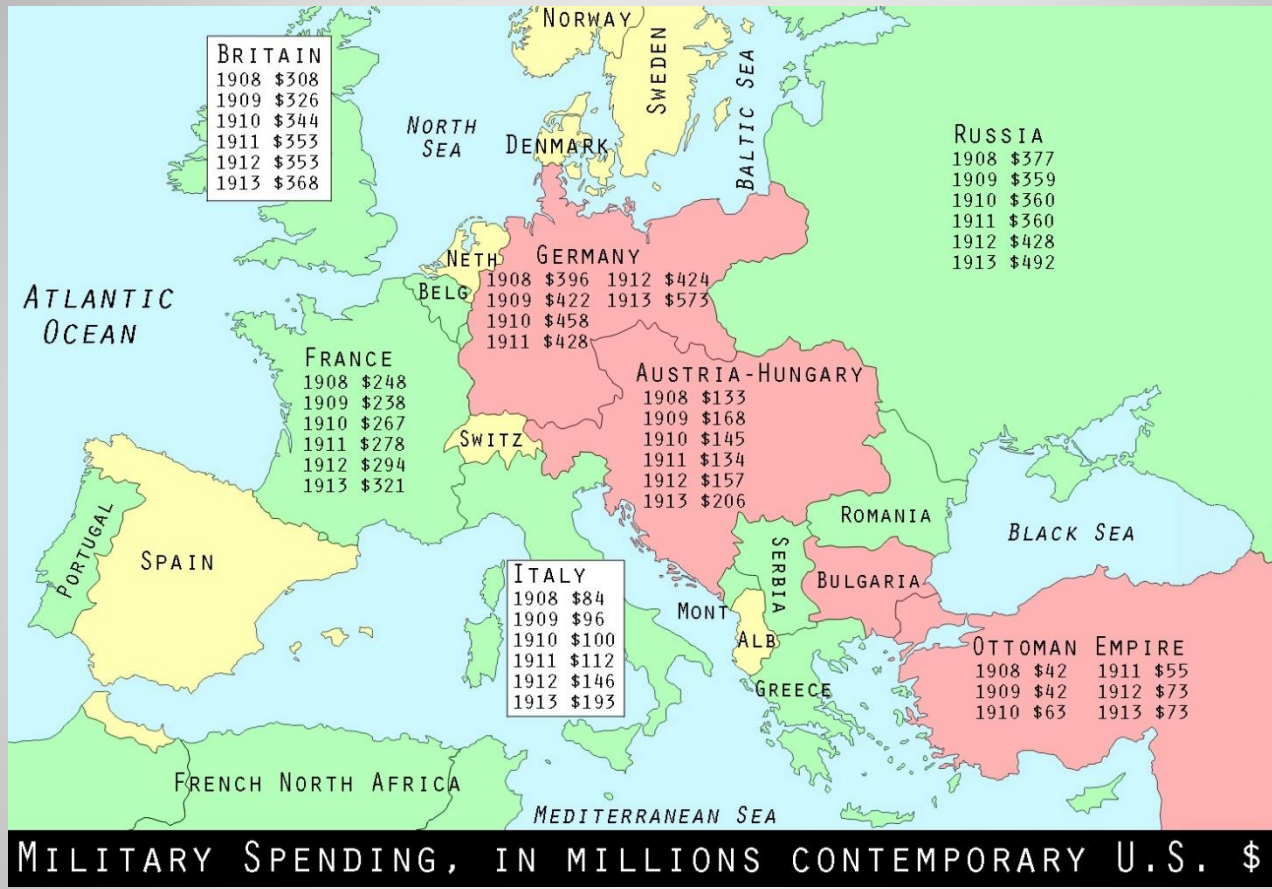 NORWAY
SWEDEN
BALTIC SEA
BRITAIN
1908 $308
1909 $326
1910 $344
1911 $353
1912 $353
1913 $368
NORTH
SEA
DENMARK
RUSSIA
1908 $377
1909 $359
1910 $360
1911 $360
1912 $428
1913 $492
NETH
BELG
GERMANY
1908 $396 1912 $424
1909 $422 1913 $573
1910 $458
1911 $428
ATLANTIC
OCEAN
FRANCE
1908 $248
1909 $238
1910 $267
1911 $278
1912 $294
1913 $321
AUSTRIA-HUNGARY
1908 $133
1909 $168
1910 $145
1911 $134
1912 $157
1913 $206
SWITZ
PORTUGAL
SPAIN
ITALY
1908 $84
1909 $96
1910 $100
1911 $112
1912 $146
1913 $193
ROMANIA
SERBIA
BLACK SEA
BULGARIA
MONT
ALB
GREECE
OTTOMAN EMPIRE
1908 $42 1911 $55
1909 $42 1912 $73
1910 $63 1913 $73
FRENCH NORTH AFRICA
MEDITERRANEAN SEA
MILITARY SPENDING, IN MILLIONS CONTEMPORARY U.S. $